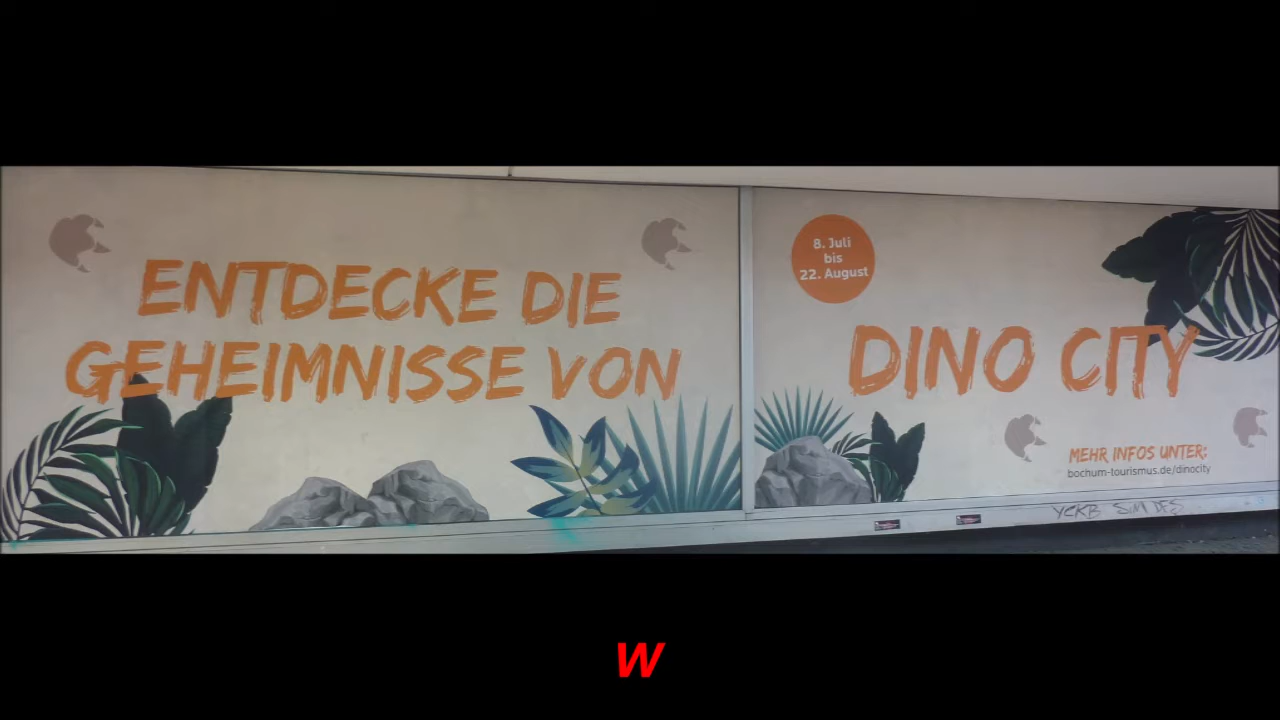 ENTDECKE DIE
GEHEIMNISSE VON
8. Juli
bis
22. August
DINO CITY
MEHR INFOS UNTER:
bochum-tourismus.de/dinocity
W